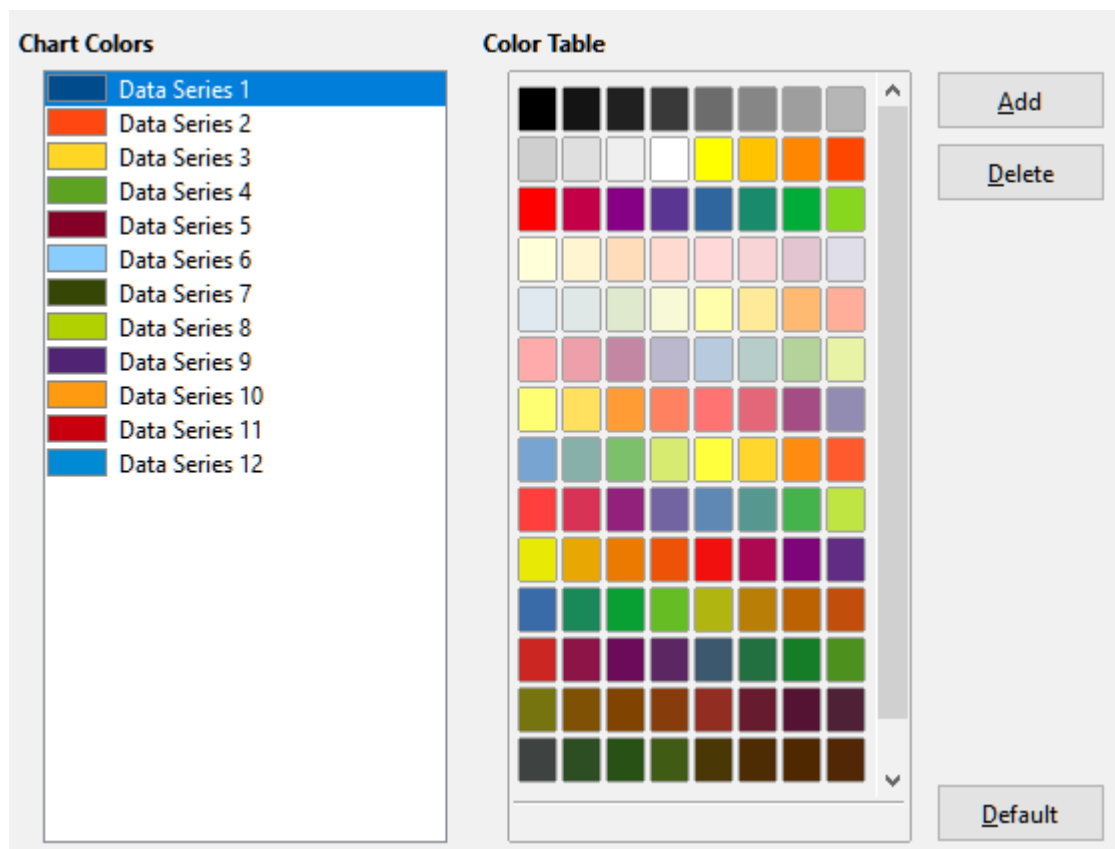 Chart Colors
Data Series 1
Data Series 2
Data Series 3
Data Series 4
Data Series 5
Data Series 6
Data Series 7
Data Series 8
Data Series 9
Data Series 10
Data Series 11
Data Series 12
Color Table
Add
Delete
Default